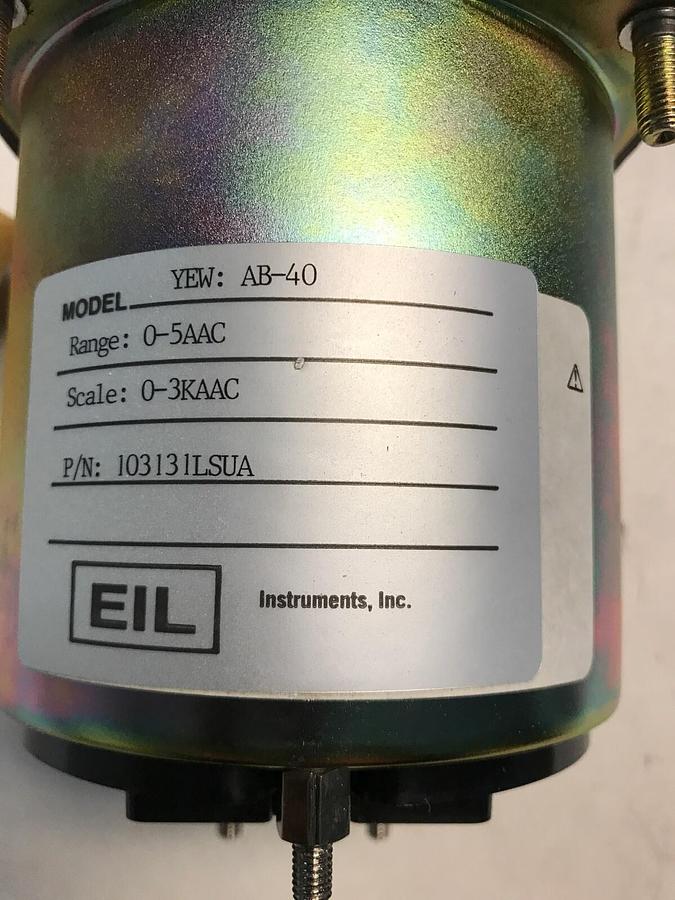 MODEL YEW: AB-40
Range: 0-5AAC
Scale: 0-3KAAC
P/N: 103131LSUA
EIL Instruments, Inc.